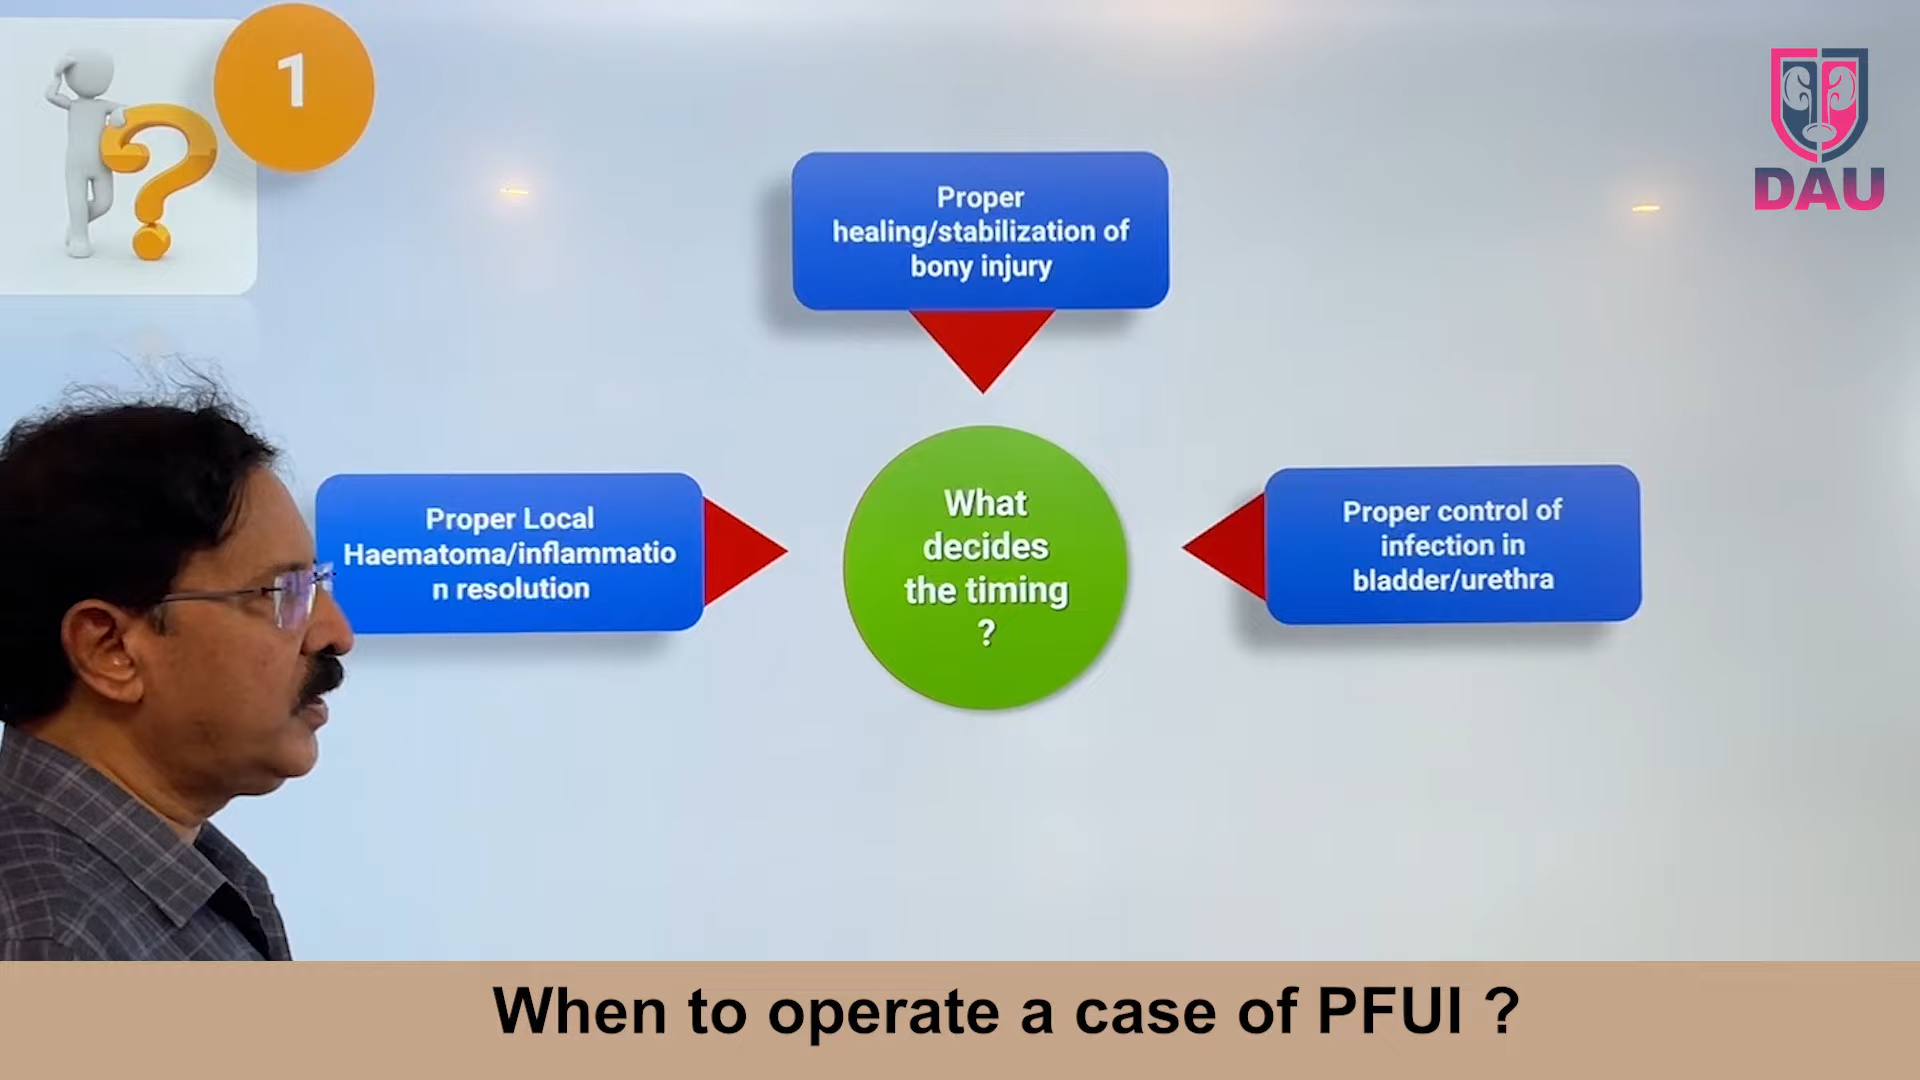 1
DAU
Proper
healing/stabilization of
bony injury
Proper Local
Haematoma/inflammatio
n resolution
What
decides
the timing
?
Proper control of
infection in
bladder/urethra
When to operate a case of PFUI ?